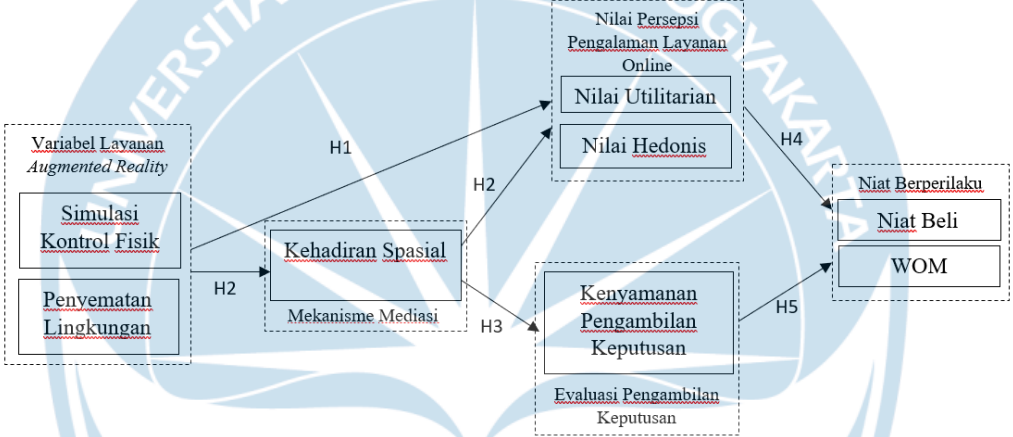 UNIVERSITA
OGYAKARTA
Nilai Persepsi
Pengalaman Layanan
Online
Nilai Utilitarian
Nilai Hedonis
Variabel Layanan
Augmented Reality
Simulasi
Kontrol Fisik
Penyematan
Lingkungan
H1
H2
H2
Kehadiran Spasial
Mekanisme Mediasi
H3
Kenyamanan
Pengambilan
Keputusan
Evaluasi Pengambilan
Keputusan
H4
H5
Niat Berperilaku
Niat Beli
WOM